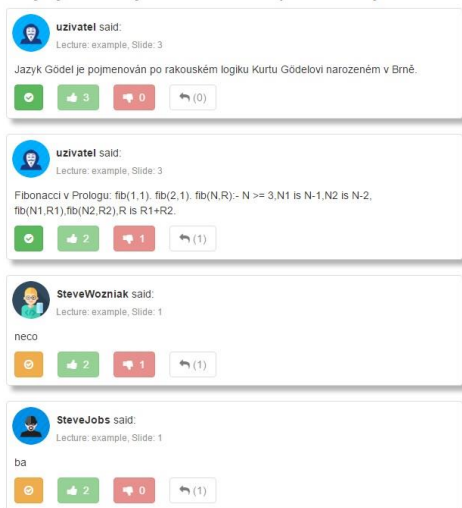 uzivatel said:
Lecture: example, Slide: 3
Jazyk Gödel je pojmenován po rakouském logiku Kurtu Gödelovi narozeném v Brně.
3 0 (0)
uzivatel said:
Lecture: example, Slide: 3
Fibonacci v Prologu: fib(1,1). fib(2,1). fib(N,R):- N >= 3,N1 is N-1,N2 is N-2,
fib(N1,R1),fib(N2,R2),R is R1+R2.
2 1 (1)
SteveWozniak said:
Lecture: example, Slide: 1
neco
2 1 (1)
SteveJobs said:
Lecture: example, Slide: 1
ba
2 0 (1)